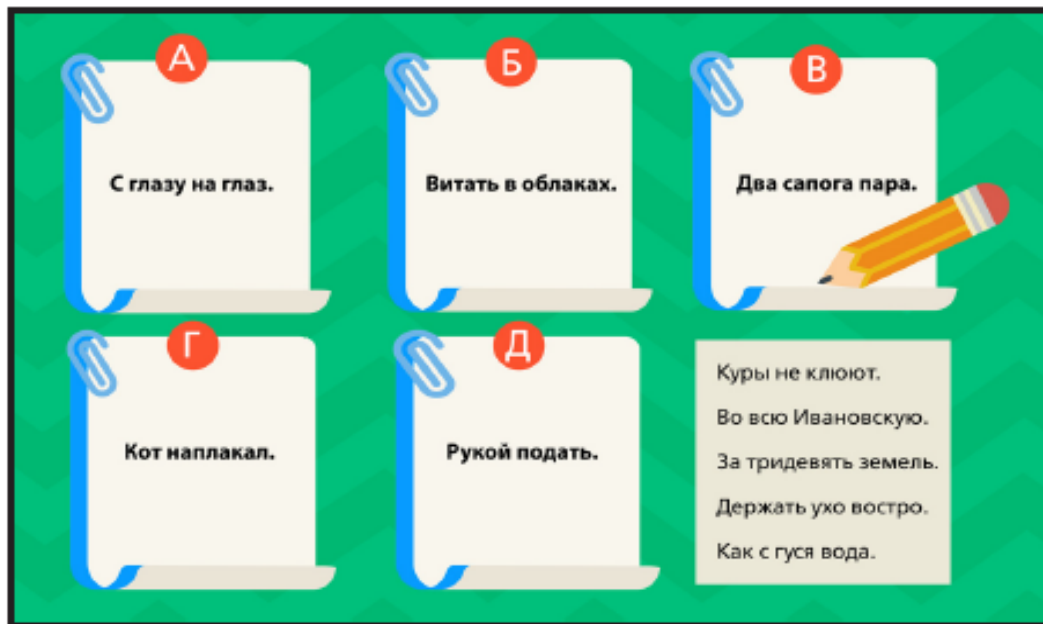 А
С глазу на глаз.
Б
Витать в облаках.
В
Два сапога пара.
Г
Кот наплакал.
Д
Рукой подать.
Куры не клюют.
Во всю Ивановскую.
За тридевять земель.
Держать ухо востро.
Как с гуся вода.